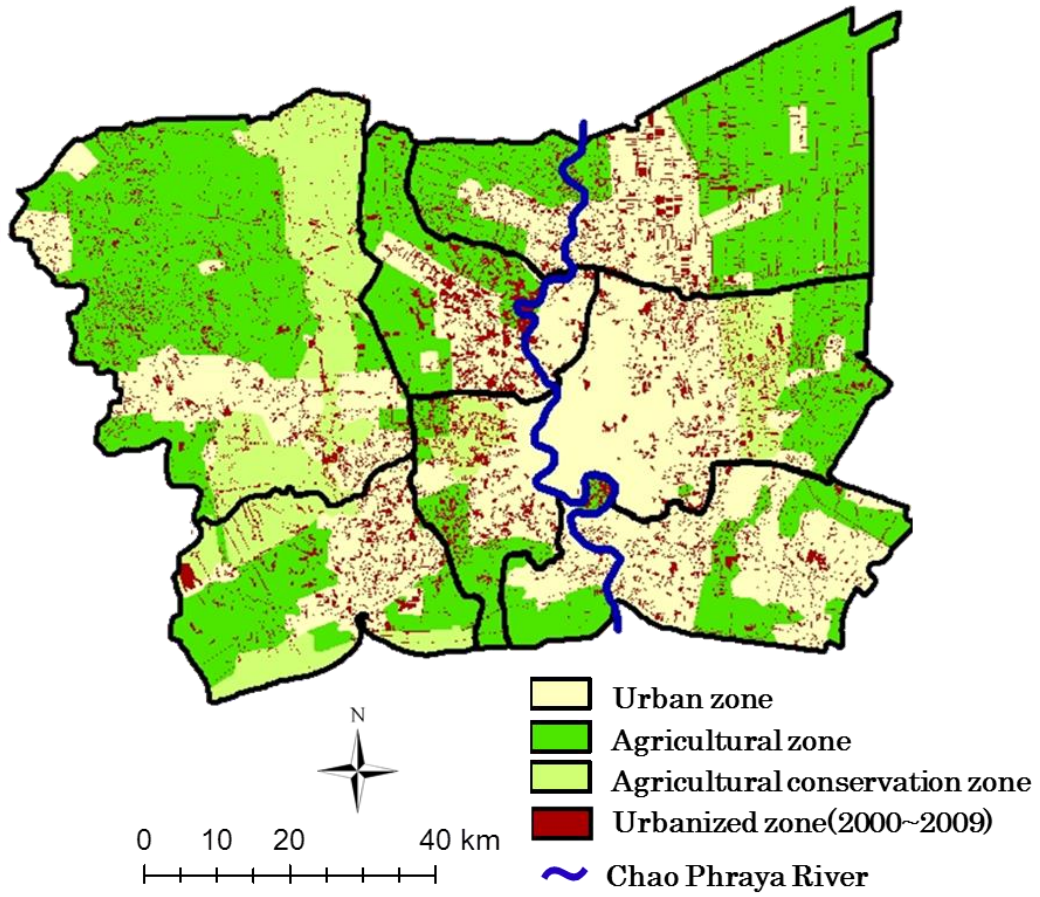 Urban zone
Agricultural zone
Agricultural conservation zone
Urbanized zone(2000~2009)
Chao Phraya River
N
0 10 20 40 km